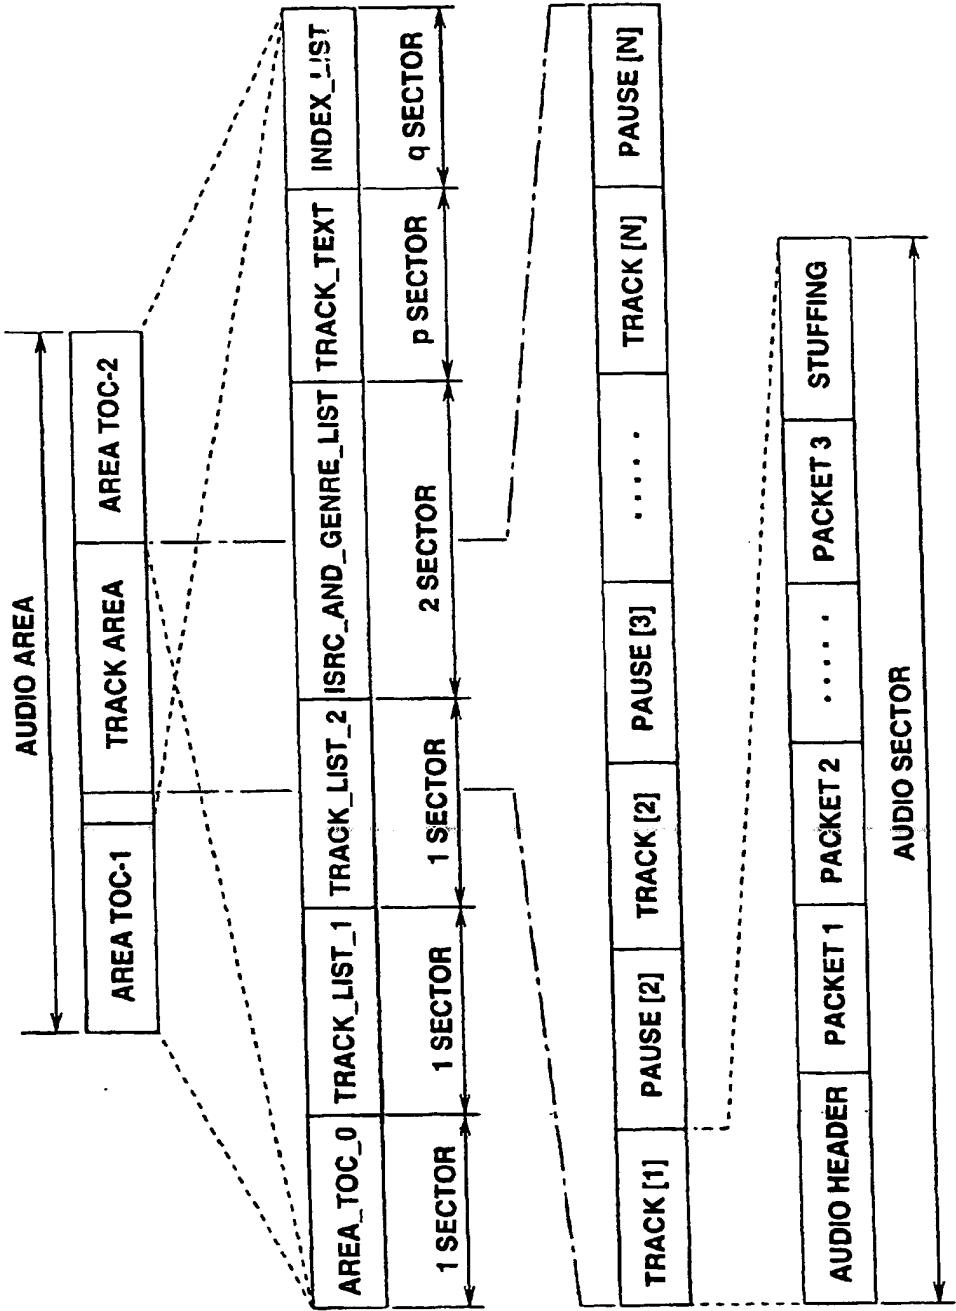 AUDIO AREA
AREA TOC-1
TRACK AREA
AREA TOC-2
AREA_TOC_0
TRACK_LIST_1
TRACK_LIST_2
ISRC_AND_GENRE_LIST
TRACK_TEXT
INDEX_LIST
1 SECTOR
1 SECTOR
1 SECTOR
2 SECTOR
p SECTOR
q SECTOR
TRACK [1]
PAUSE [2]
TRACK [2]
PAUSE [3]
.....
TRACK [N]
PAUSE [N]
AUDIO HEADER
PACKET 1
PACKET 2
.....
PACKET 3
STUFFING
AUDIO SECTOR